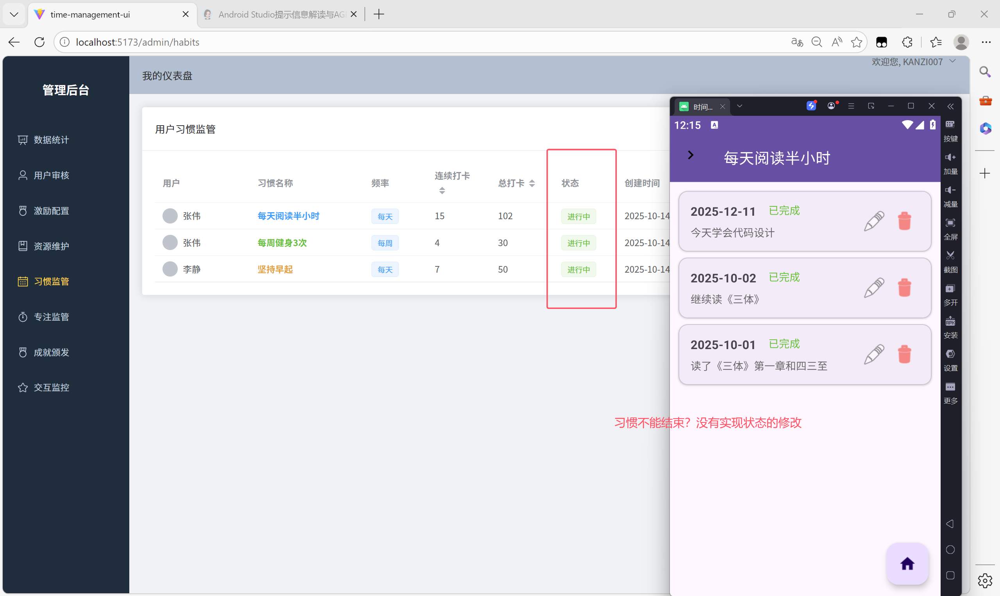 time-management-ui
Android Studio提示信息解读与AG
localhost:5173/admin/habits
欢迎您, KANZI007
管理后台
我的仪表盘
数据统计
用户审核
激励配置
资源维护
习惯监管
专注监管
成就颁发
交互监控
用户习惯监管
用户 习惯名称 频率 连续打卡 总打卡 状态 创建时间
张伟 每天阅读半小时 每天 15 102 进行中 2025-10-14
张伟 每周健身3次 每周 4 30 进行中 2025-10-14
李静 坚持早起 每天 7 50 进行中 2025-10-14
时间...
12:15
A
每天阅读半小时
2025-12-11 已完成
今天学会代码设计
2025-10-02 已完成
继续读《三体》
2025-10-01 已完成
读了《三体》第一章和四三至
习惯不能结束？没有实现状态的修改
按键
加量
减量
全屏
截图
多开
APK
安装
设置
更多